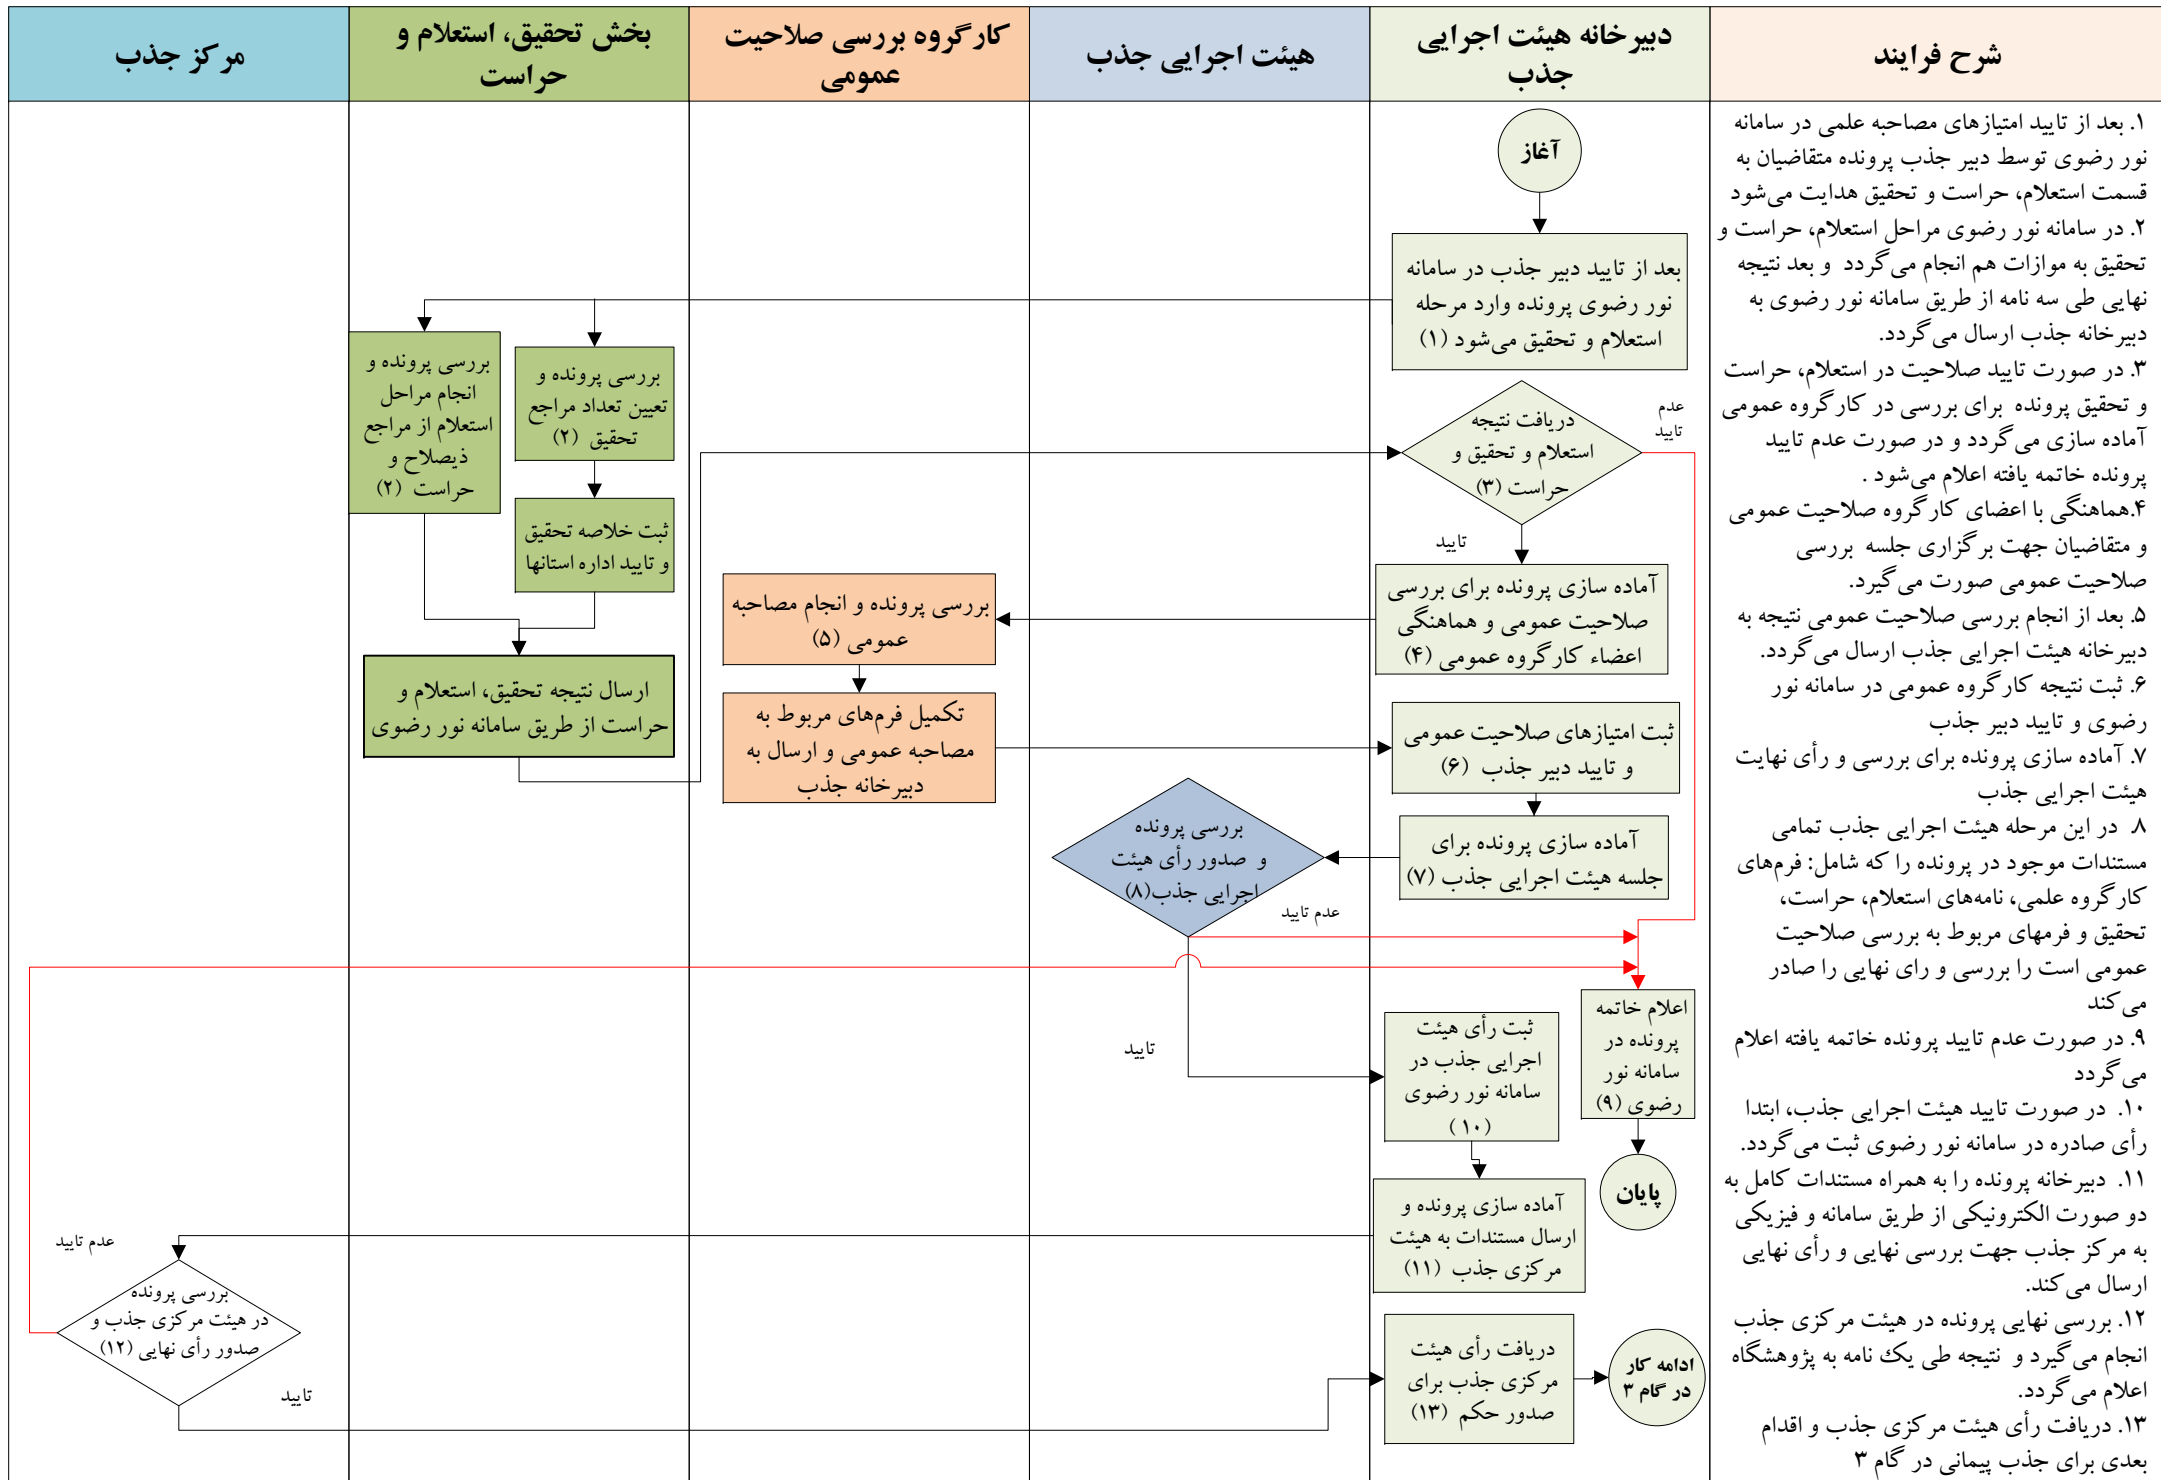 شرح فرایند
دبیرخانه هیئت اجرایی
جذب
هیئت اجرایی جذب
کارگروه بررسی صلاحیت
عمومی
بخش تحقیق، استعلام و
حراست
مرکز جذب
۱. بعد از تایید امتیازهای مصاحبه علمی در سامانه
نور رضوی توسط دبیر جذب پرونده متقاضیان به
قسمت استعلام، حراست و تحقیق هدایت می‌شود
۲. در سامانه نور رضوی مراحل استعلام، حراست و
تحقیق به موازات هم انجام می‌گردد و بعد نتیجه
نهایی طی سه نامه از طریق سامانه نور رضوی به
دبیرخانه جذب ارسال می‌گردد.
۳. در صورت تایید صلاحیت در استعلام، حراست
و تحقیق پرونده برای بررسی در کارگروه عمومی
آماده سازی می‌گردد و در صورت عدم تایید
پرونده خاتمه یافته اعلام می‌شود .
۴.هماهنگی با اعضای کارگروه صلاحیت عمومی
و متقاضیان جهت برگزاری جلسه بررسی
صلاحیت عمومی صورت می‌گیرد.
۵. بعد از انجام بررسی صلاحیت عمومی نتیجه به
دبیرخانه هیئت اجرایی جذب ارسال می‌گردد.
۶. ثبت نتیجه کارگروه عمومی در سامانه نور
رضوی و تایید دبیر جذب
۷. آماده سازی پرونده برای بررسی و رأی نهایت
هیئت اجرایی جذب
۸. در این مرحله هیئت اجرایی جذب تمامی
مستندات موجود در پرونده را که شامل: فرم‌های
کارگروه علمی، نامه‌های استعلام، حراست،
تحقیق و فرمهای مربوط به بررسی صلاحیت
عمومی است را بررسی و رای نهایی را صادر
می‌کند
۹. در صورت عدم تایید پرونده خاتمه یافته اعلام
می‌گردد
۱۰. در صورت تایید هیئت اجرایی جذب، ابتدا
رأی صادره در سامانه نور رضوی ثبت می‌گردد.
۱۱. دبیرخانه پرونده را به همراه مستندات کامل به
دو صورت الکترونیکی از طریق سامانه و فیزیکی
به مرکز جذب جهت بررسی نهایی و رأی نهایی
ارسال می‌کند.
۱۲. بررسی نهایی پرونده در هیئت مرکزی جذب
انجام می‌گیرد و نتیجه طی یک نامه به پژوهشگاه
اعلام می‌گردد.
۱۳. دریافت رأی هیئت مرکزی جذب و اقدام
بعدی برای جذب پیمانی در گام ۳
آغاز
بعد از تایید دبیر جذب در سامانه
نور رضوی پرونده وارد مرحله
استعلام و تحقیق می‌شود (۱)
بررسی پرونده و
تعیین تعداد مراجع
تحقیق (۲)
بررسی پرونده و
انجام مراحل
استعلام از مراجع
ذیصلاح و
حراست (۲)
ثبت خلاصه تحقیق
و تایید اداره استانها
ارسال نتیجه تحقیق، استعلام و
حراست از طریق سامانه نور رضوی
دریافت نتیجه
استعلام و تحقیق و
حراست (۳)
عدم
تایید
تایید
آماده سازی پرونده برای بررسی
صلاحیت عمومی و هماهنگی
اعضاء کارگروه عمومی (۴)
بررسی پرونده و انجام مصاحبه
عمومی (۵)
تکمیل فرم‌های مربوط به
مصاحبه عمومی و ارسال به
دبیرخانه جذب
ثبت امتیازهای صلاحیت عمومی
و تایید دبیر جذب (۶)
آماده سازی پرونده برای
جلسه هیئت اجرایی جذب (۷)
بررسی پرونده
و صدور رأی هیئت
اجرایی جذب(۸)
عدم تایید
تایید
اعلام خاتمه
پرونده در
سامانه نور
رضوی (۹)
پایان
ثبت رأی هیئت
اجرایی جذب در
سامانه نور رضوی
(۱۰)
آماده سازی پرونده و
ارسال مستندات به هیئت
مرکزی جذب (۱۱)
عدم تایید
بررسی پرونده
در هیئت مرکزی جذب و
صدور رأی نهایی (۱۲)
تایید
دریافت رأی هیئت
مرکزی جذب برای
صدور حکم (۱۳)
ادامه کار
در گام ۳